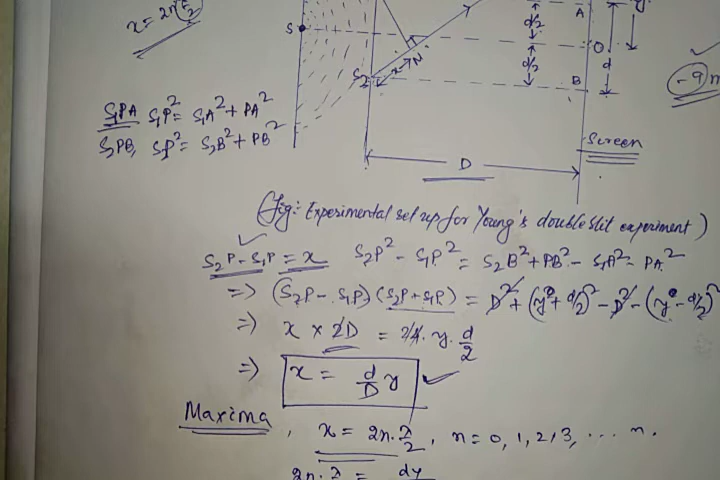 x = 2n λ/2
S
A
d/2
O
d
d/2
B
S₂
x
N
-9
S₁PA S₁P² = S₁A² + PA²
S₂PB, S₂P² = S₂B² + PB²
Screen
D
(Fig:- Experimental set up for Young's double slit experiment)
S₂P - S₁P = x S₂P² - S₁P² = S₂B² + PB² - S₁A² - PA²
=> (S₂P - S₁P) (S₂P + S₁P) = D² + (y + d/2)² - D² - (y - d/2)²
=> x × 2D = 24. y. d/2
=> x = d/D y
Maxima, x = 2n. λ/2, n = 0, 1, 2, 3, ... n.
2n. λ = dy